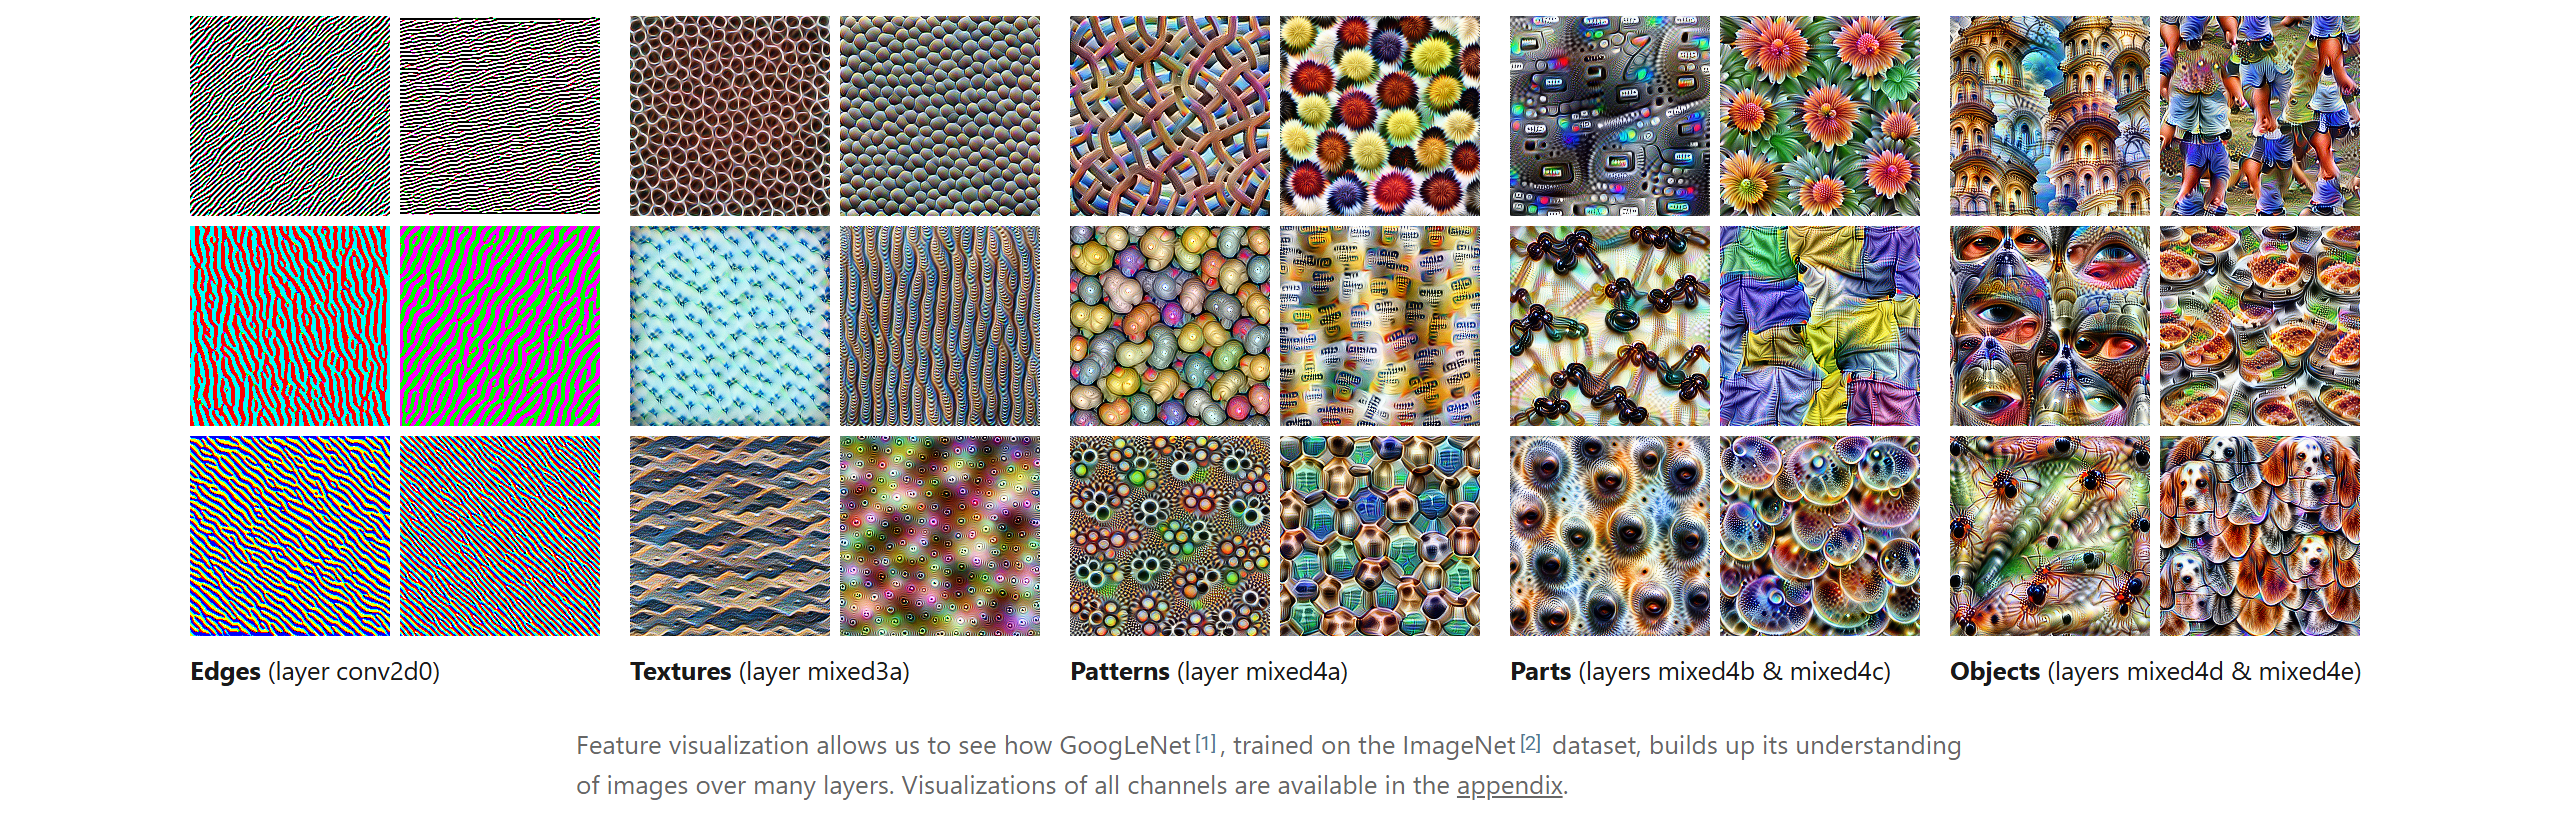 Edges (layer conv2d0)
Textures (layer mixed3a)
Patterns (layer mixed4a)
Parts (layers mixed4b & mixed4c)
Objects (layers mixed4d & mixed4e)
Feature visualization allows us to see how GoogLeNet[1], trained on the ImageNet[2] dataset, builds up its understanding
of images over many layers. Visualizations of all channels are available in the appendix.